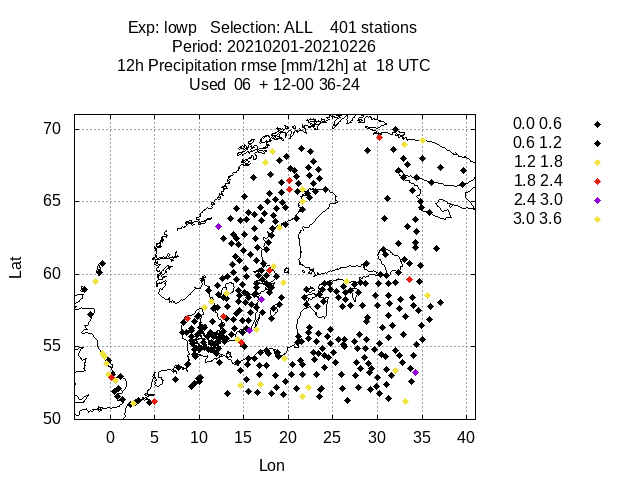 Exp: lowp   Selection: ALL    401 stations
Period: 20210201-20210226
12h Precipitation rmse [mm/12h] at  18 UTC
Used  06  + 12-00 36-24
70
65
60
55
50
0 5 10 15 20 25 30 35 40
Lat
Lon
0.0 0.6
0.6 1.2
1.2 1.8
1.8 2.4
2.4 3.0
3.0 3.6